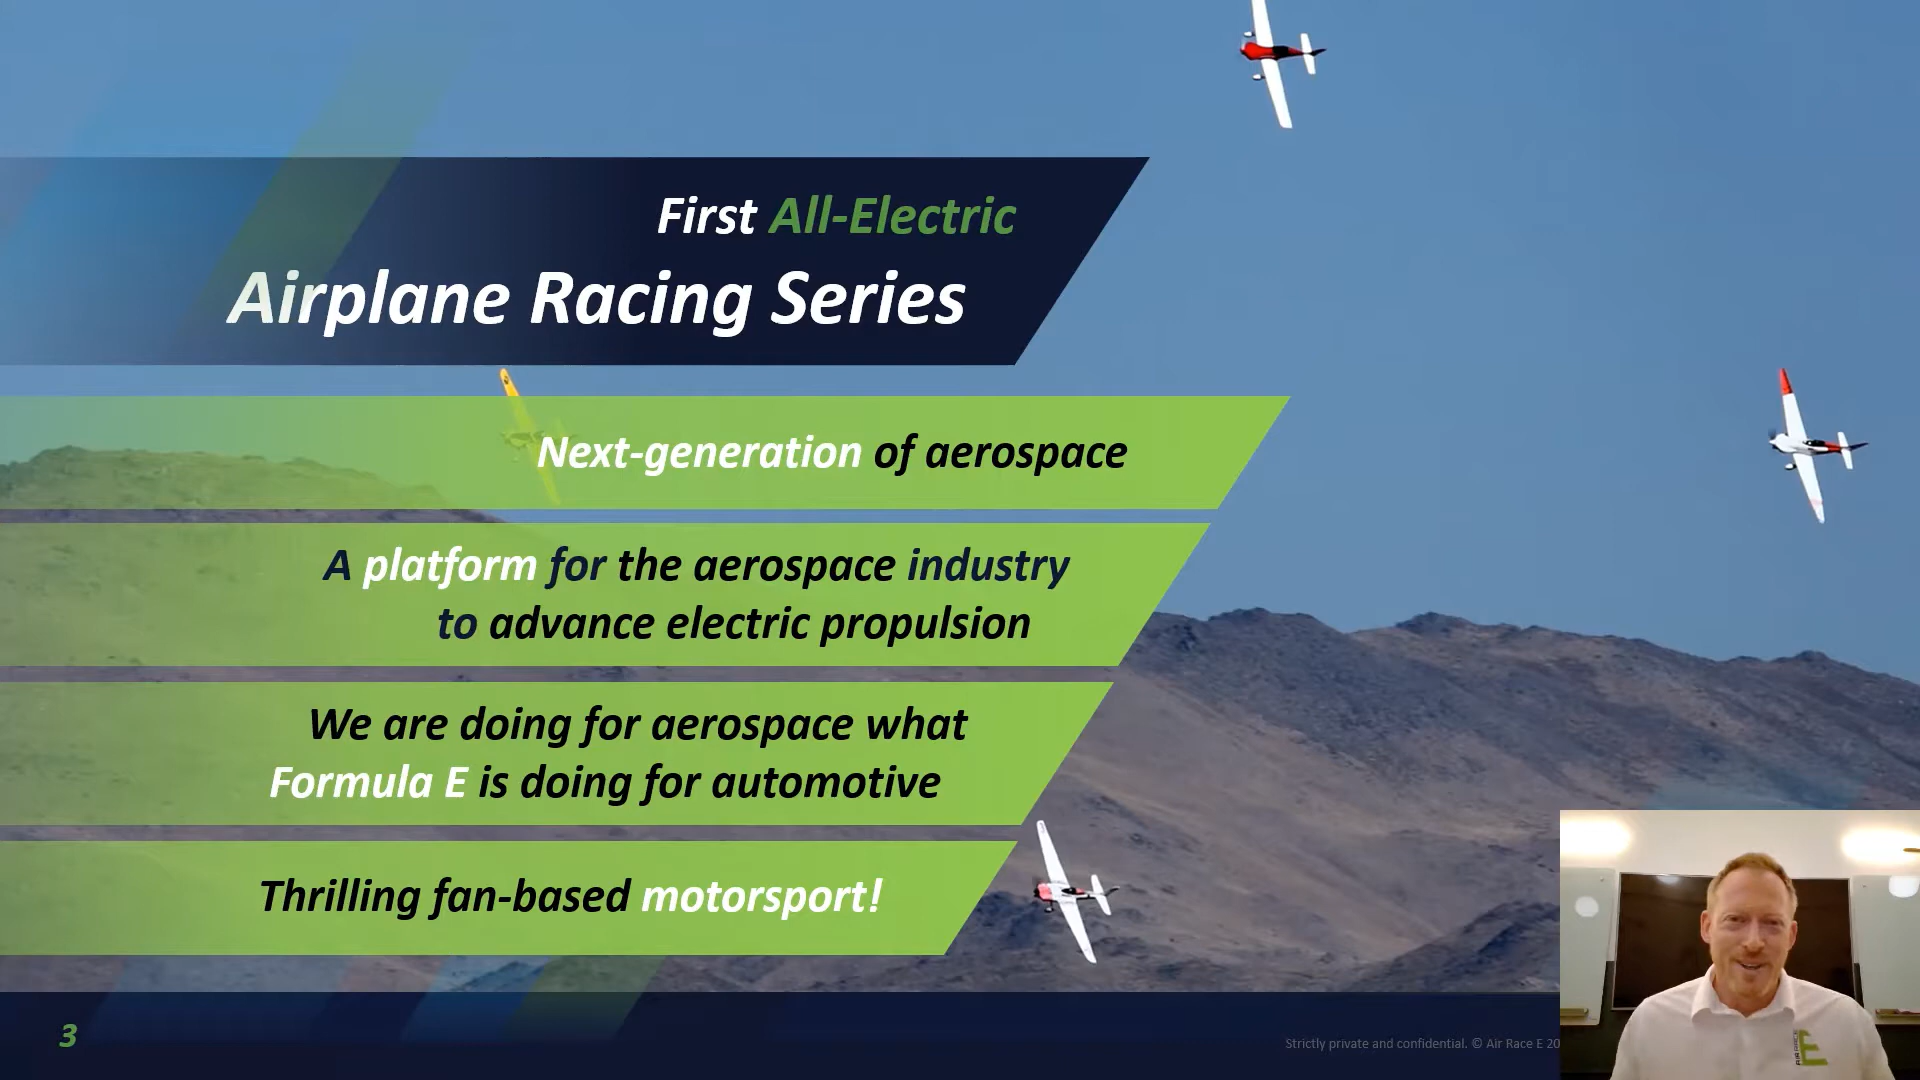 First All-Electric
Airplane Racing Series
Next-generation of aerospace
A platform for the aerospace industry
to advance electric propulsion
We are doing for aerospace what
Formula E is doing for automotive
Thrilling fan-based motorsport!
3
Strictly private and confidential. © Air Race E 20
AIR RACE E